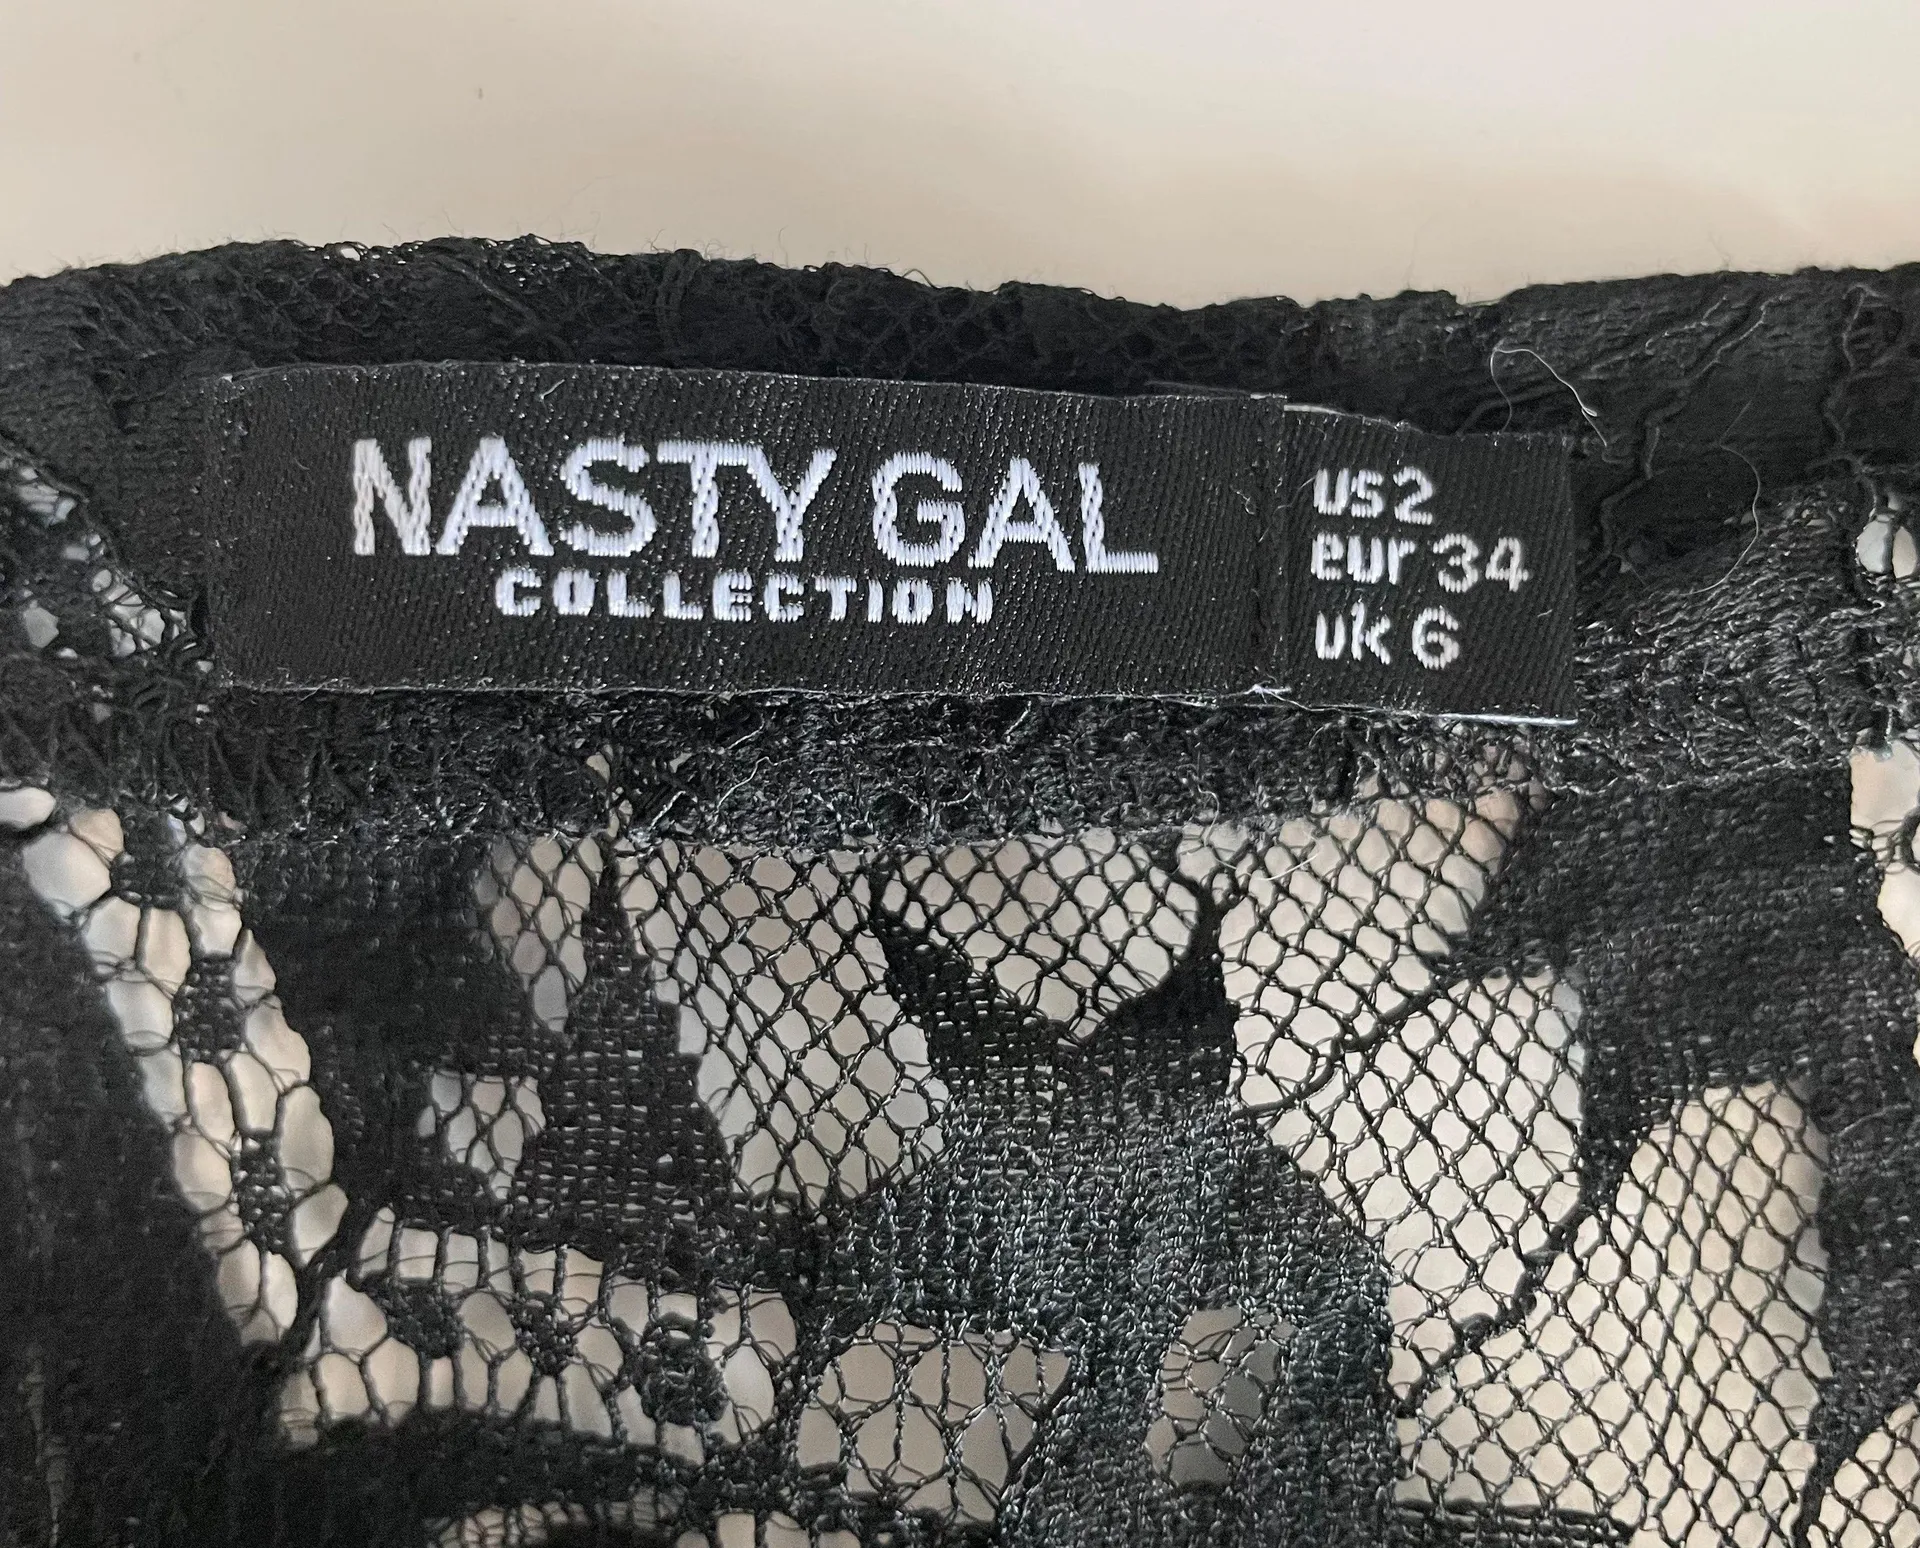 NASTY GAL
COLLECTION
US2
eur 34
uk 6